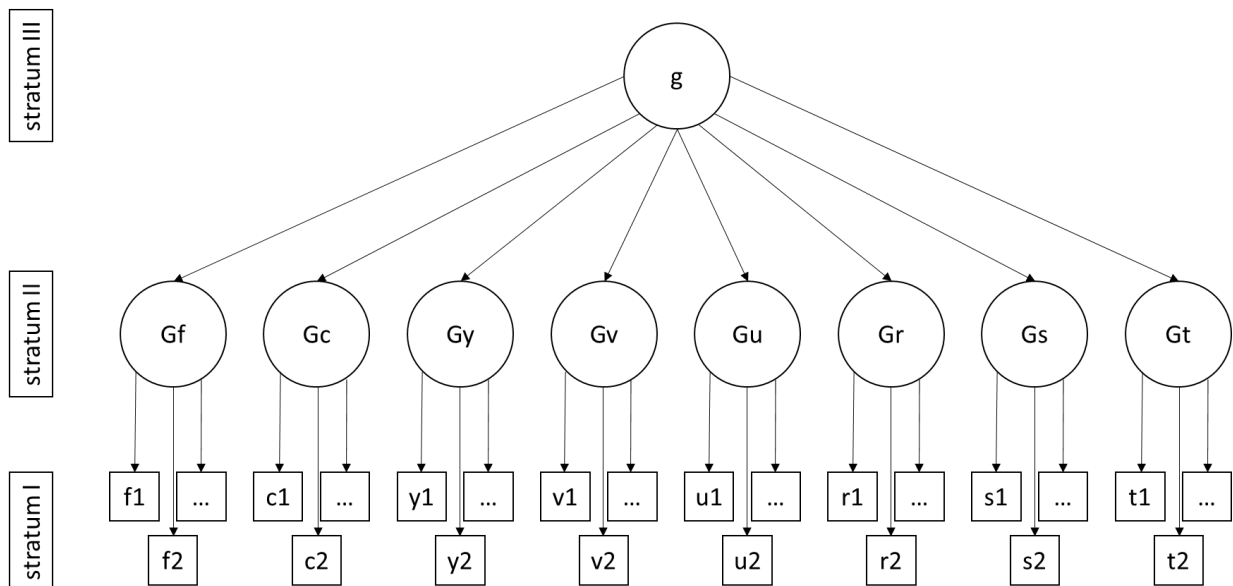 stratum III
g
stratum II
Gf Gc Gy Gv Gu Gr Gs Gt
stratum I
f1 ... c1 ... y1 ... v1 ... u1 ... r1 ... s1 ... t1 ...
f2 c2 y2 v2 u2 r2 s2 t2